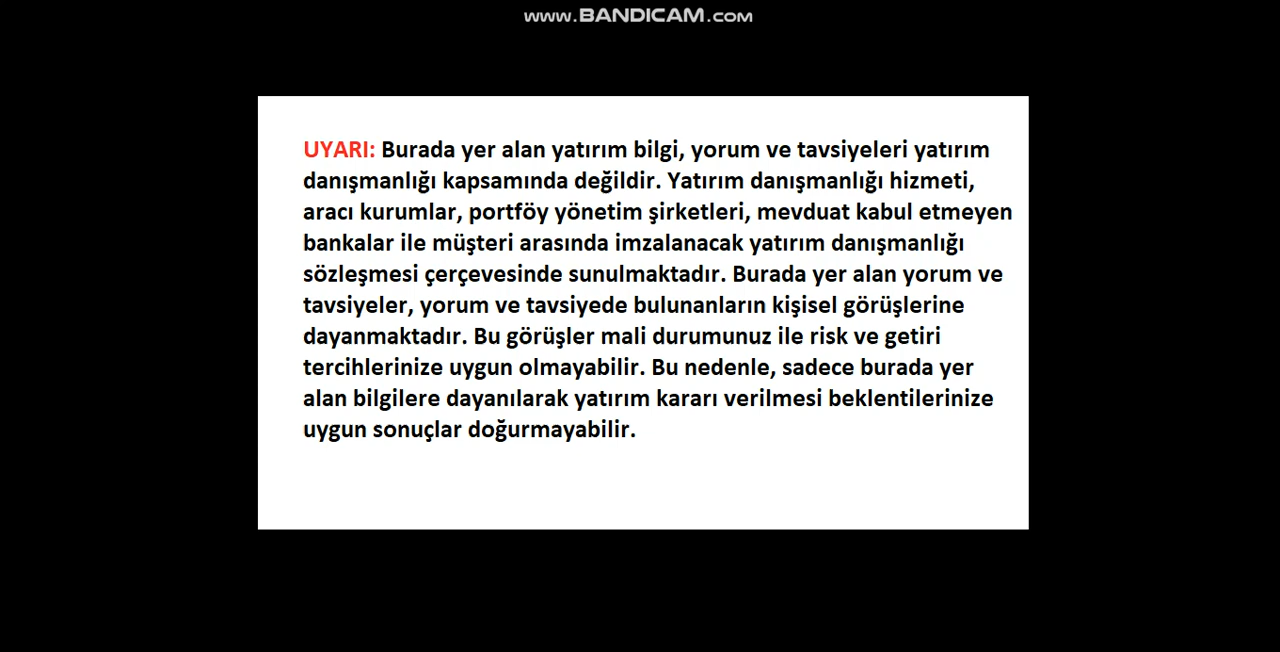 www.BANDICAM.com
UYARI: Burada yer alan yatırım bilgi, yorum ve tavsiyeleri yatırım
danışmanlığı kapsamında değildir. Yatırım danışmanlığı hizmeti,
aracı kurumlar, portföy yönetim şirketleri, mevduat kabul etmeyen
bankalar ile müşteri arasında imzalanacak yatırım danışmanlığı
sözleşmesi çerçevesinde sunulmaktadır. Burada yer alan yorum ve
tavsiyeler, yorum ve tavsiyede bulunanların kişisel görüşlerine
dayanmaktadır. Bu görüşler mali durumunuz ile risk ve getiri
tercihlerinize uygun olmayabilir. Bu nedenle, sadece burada yer
alan bilgilere dayanılarak yatırım kararı verilmesi beklentilerinize
uygun sonuçlar doğurmayabilir.